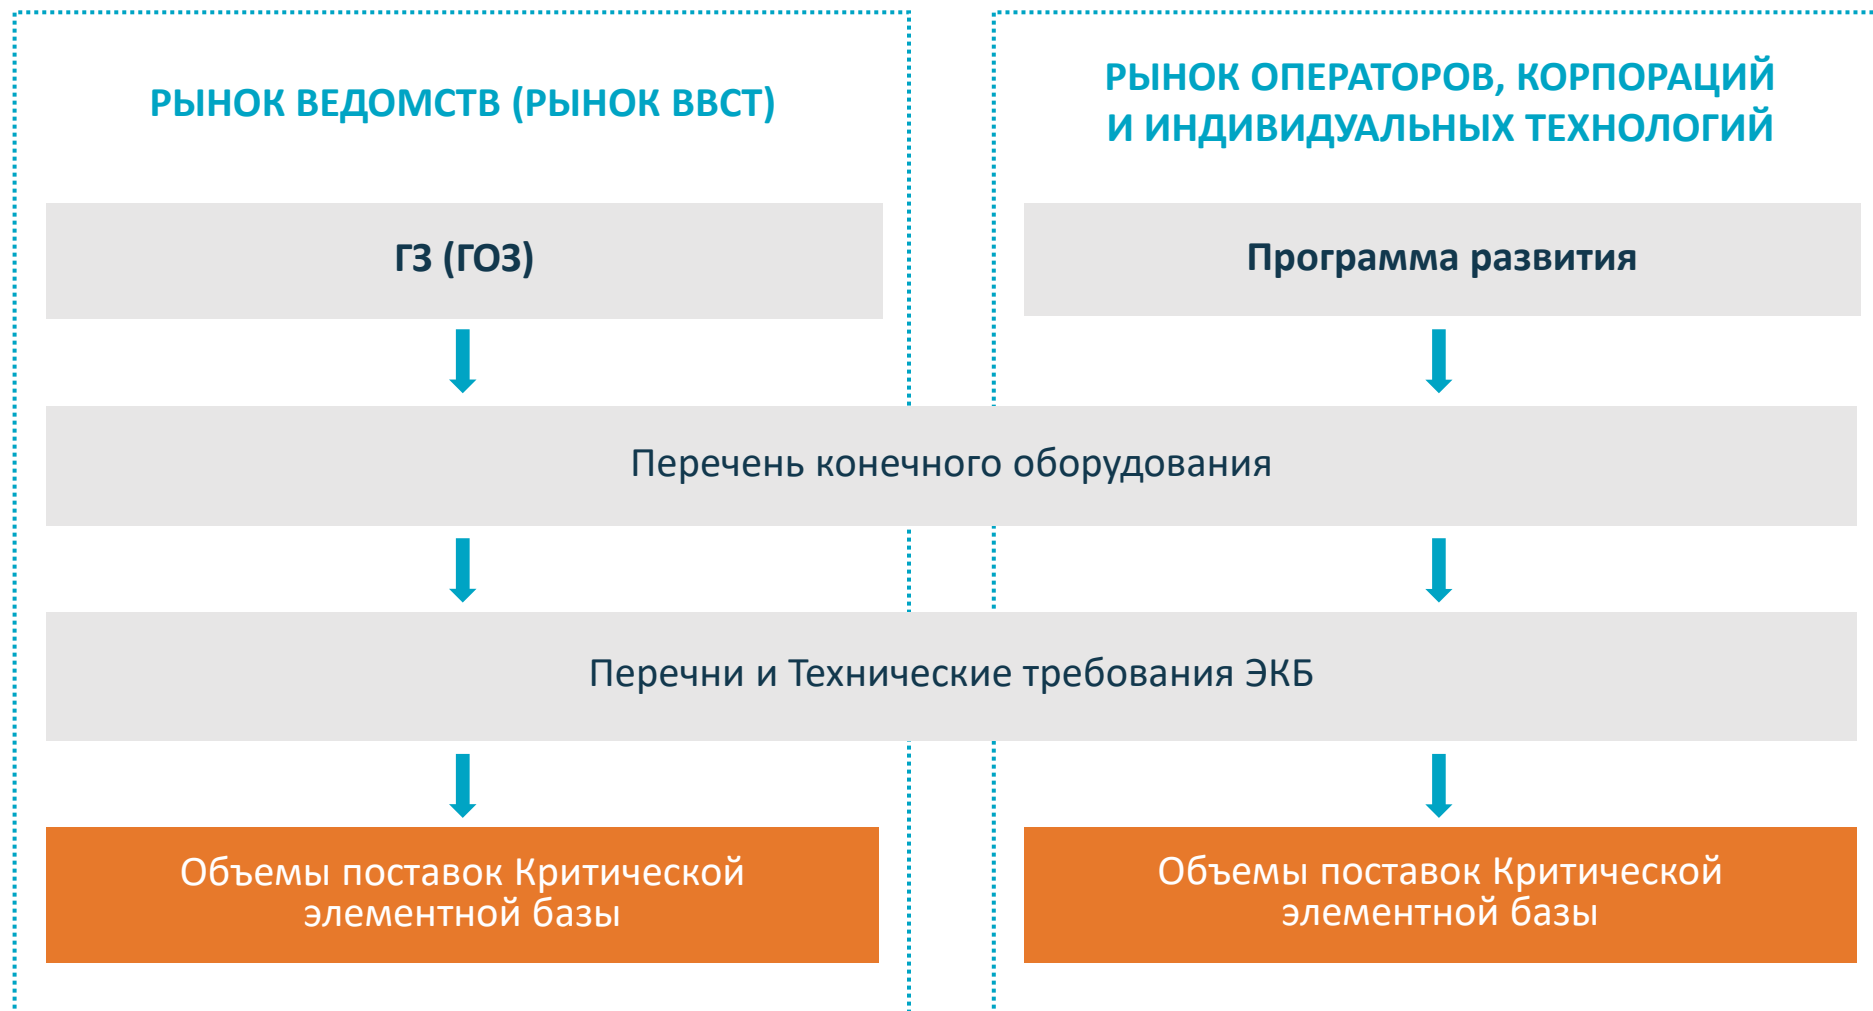 РЫНОК ВЕДОМСТВ (РЫНОК ВВСТ)
РЫНОК ОПЕРАТОРОВ, КОРПОРАЦИЙ
И ИНДИВИДУАЛЬНЫХ ТЕХНОЛОГИЙ
ГЗ (ГОЗ)
Программа развития
Перечень конечного оборудования
Перечни и Технические требования ЭКБ
Объемы поставок Критической
элементной базы
Объемы поставок Критической
элементной базы